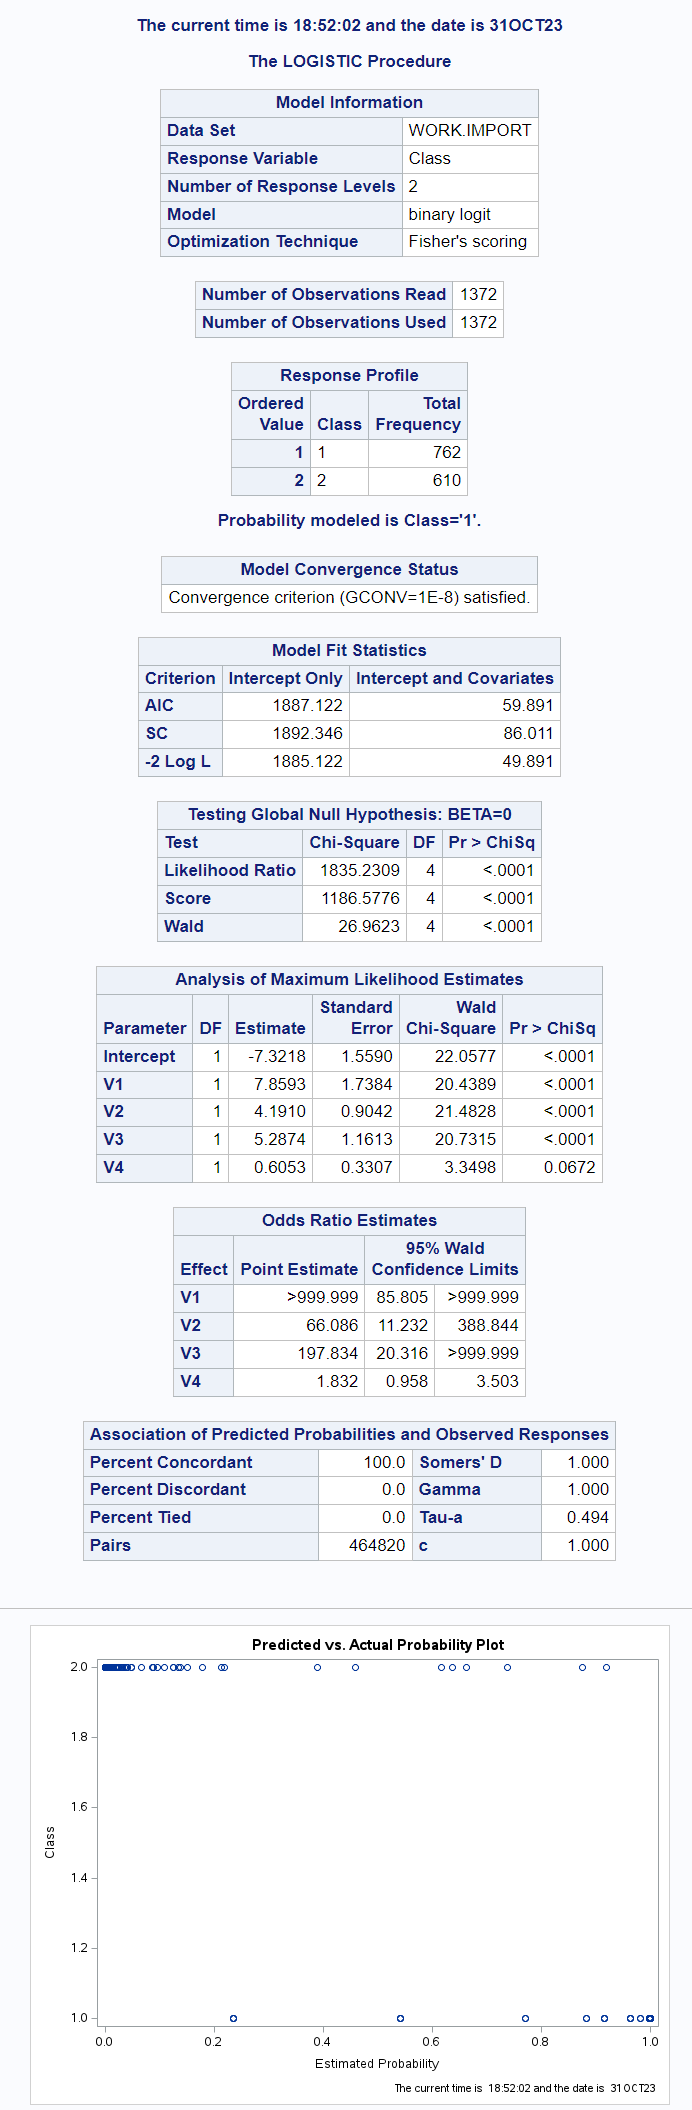 The current time is 18:52:02 and the date is 31OCT23
The LOGISTIC Procedure
Model Information
Data Set WORK.IMPORT
Response Variable Class
Number of Response Levels 2
Model binary logit
Optimization Technique Fisher's scoring
Number of Observations Read 1372
Number of Observations Used 1372
Response Profile
Ordered Total
Value Class Frequency
1 1 762
2 2 610
Probability modeled is Class='1'.
Model Convergence Status
Convergence criterion (GCONV=1E-8) satisfied.
Model Fit Statistics
Criterion Intercept Only Intercept and Covariates
AIC 1887.122 59.891
SC 1892.346 86.011
-2 Log L 1885.122 49.891
Testing Global Null Hypothesis: BETA=0
Test Chi-Square DF Pr > ChiSq
Likelihood Ratio 1835.2309 4 <.0001
Score 1186.5776 4 <.0001
Wald 26.9623 4 <.0001
Analysis of Maximum Likelihood Estimates
Standard Wald
Parameter DF Estimate Error Chi-Square Pr > ChiSq
Intercept 1 -7.3218 1.5590 22.0577 <.0001
V1 1 7.8593 1.7384 20.4389 <.0001
V2 1 4.1910 0.9042 21.4828 <.0001
V3 1 5.2874 1.1613 20.7315 <.0001
V4 1 0.6053 0.3307 3.3498 0.0672
Odds Ratio Estimates
95% Wald
Effect Point Estimate Confidence Limits
V1 >999.999 85.805 >999.999
V2 66.086 11.232 388.844
V3 197.834 20.316 >999.999
V4 1.832 0.958 3.503
Association of Predicted Probabilities and Observed Responses
Percent Concordant 100.0 Somers' D 1.000
Percent Discordant 0.0 Gamma 1.000
Percent Tied 0.0 Tau-a 0.494
Pairs 464820 c 1.000
Predicted vs. Actual Probability Plot
2.0
1.8
1.6
1.4
1.2
1.0
Class
0.0 0.2 0.4 0.6 0.8 1.0
Estimated Probability
The current time is 18:52:02 and the date is 31OCT23